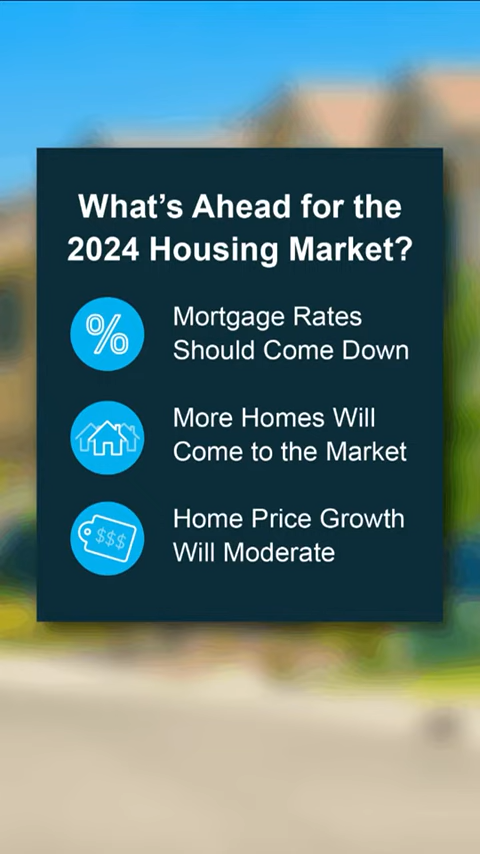 What’s Ahead for the
2024 Housing Market?
%
Mortgage Rates
Should Come Down
More Homes Will
Come to the Market
$$$
Home Price Growth
Will Moderate